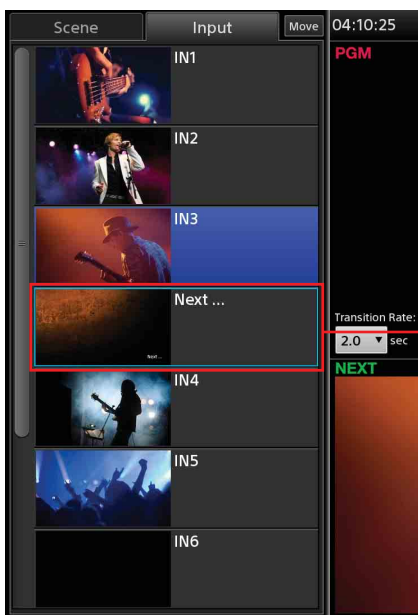 Scene
Input
Move
04:10:25
IN1
PGM
IN2
IN3
Next ...
Next ...
Transition Rate:
2.0
sec
IN4
NEXT
IN5
IN6